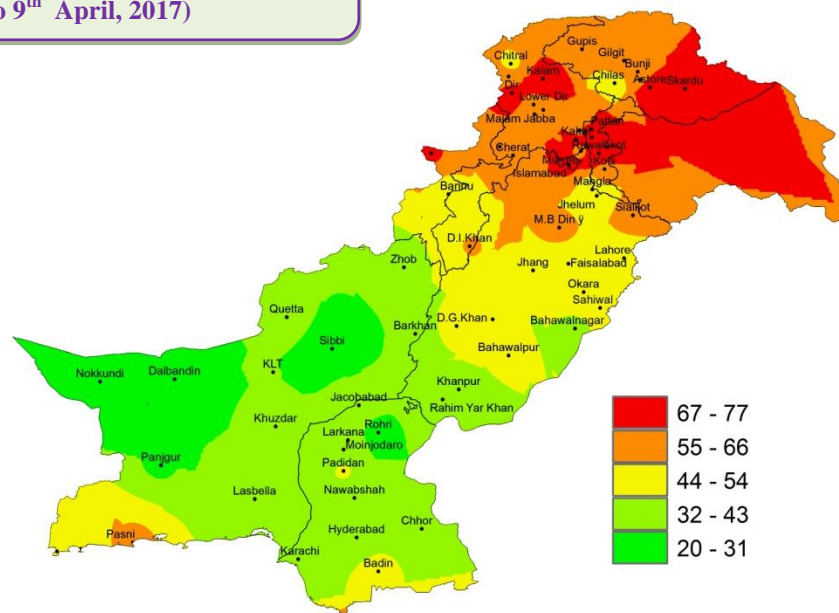 o 9th April, 2017)
Gupis
Gilgit
Chitral
Bunji
Kalam
Chilas
Astore
Skardu
Dir
Lower Dir
Malam Jabba
Pattan
Kakul
Cherat
Rawalakot
Murree
Kotli
Islamabad
Bannu
Mangla
Jhelum
Sialkot
M.B Din ÿ
D.I.Khan
Lahore
Zhob
Jhang
Faisalabad
Okara
Sahiwal
Quetta
D.G.Khan
Bahawalnagar
Barkhan
Sibbi
Bahawalpur
Nokkundi
Dalbandin
KLT
Khanpur
Jacobabad
Rahim Yar Khan
Khuzdar
Rohri
Larkana
Moinjodaro
Panjgur
Padidan
Lasbella
Nawabshah
Pasni
Hyderabad
Chhor
Karachi
Badin
67 - 77
55 - 66
44 - 54
32 - 43
20 - 31